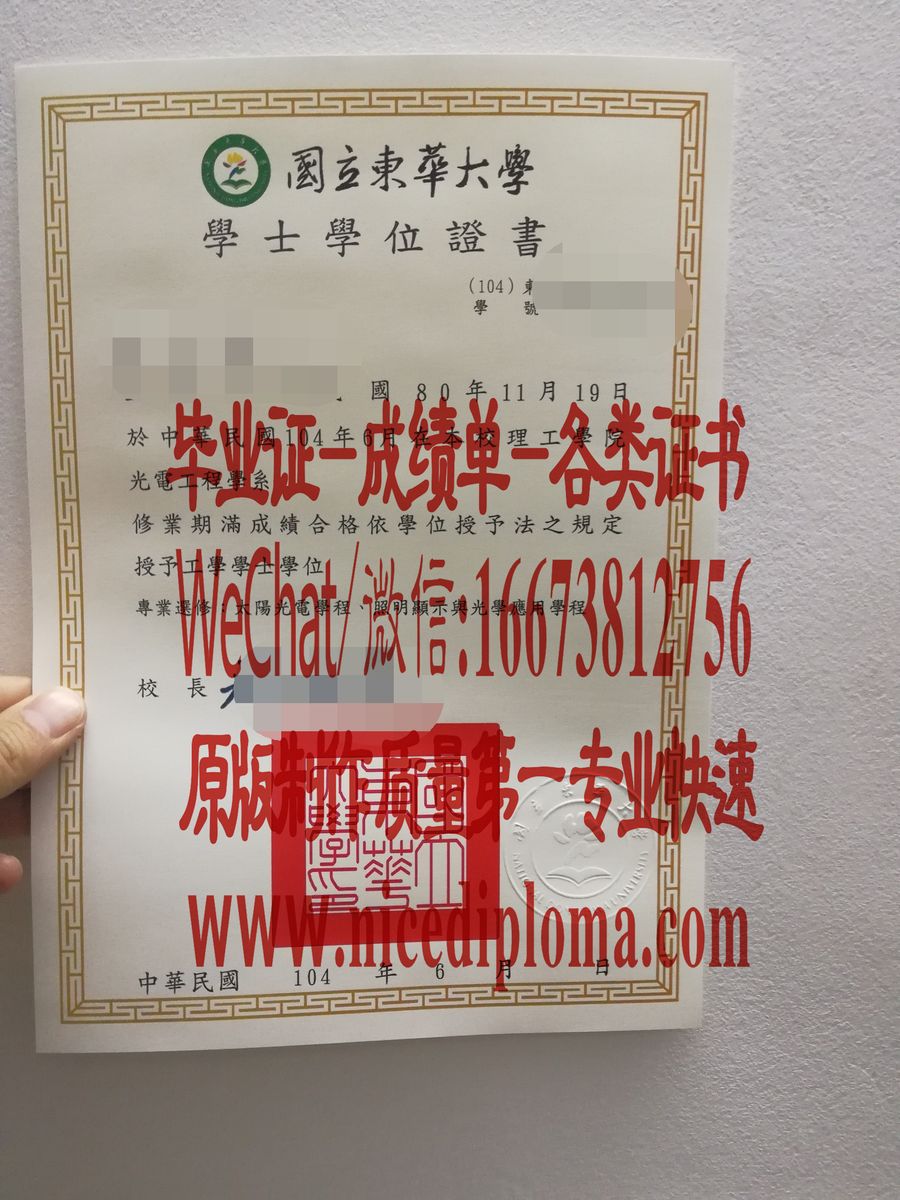 國立東華大學
學士學位證書
(104)東
學 號
國 80年11月19日
於中華民國104年6月在本校理工學院
毕业证-成绩单-各类证书
光電工程學系
修業期滿成績合格依學位授予法之規定
授予工學學士學位
WeChat/微信:16673812756
專業選修:太陽光電學程、照明顯示與光學應用學程
校 長
原版制作质量第一专业快速
國立東華大學印
www.nicediploma.com
中華民國 104 年 6 月 日